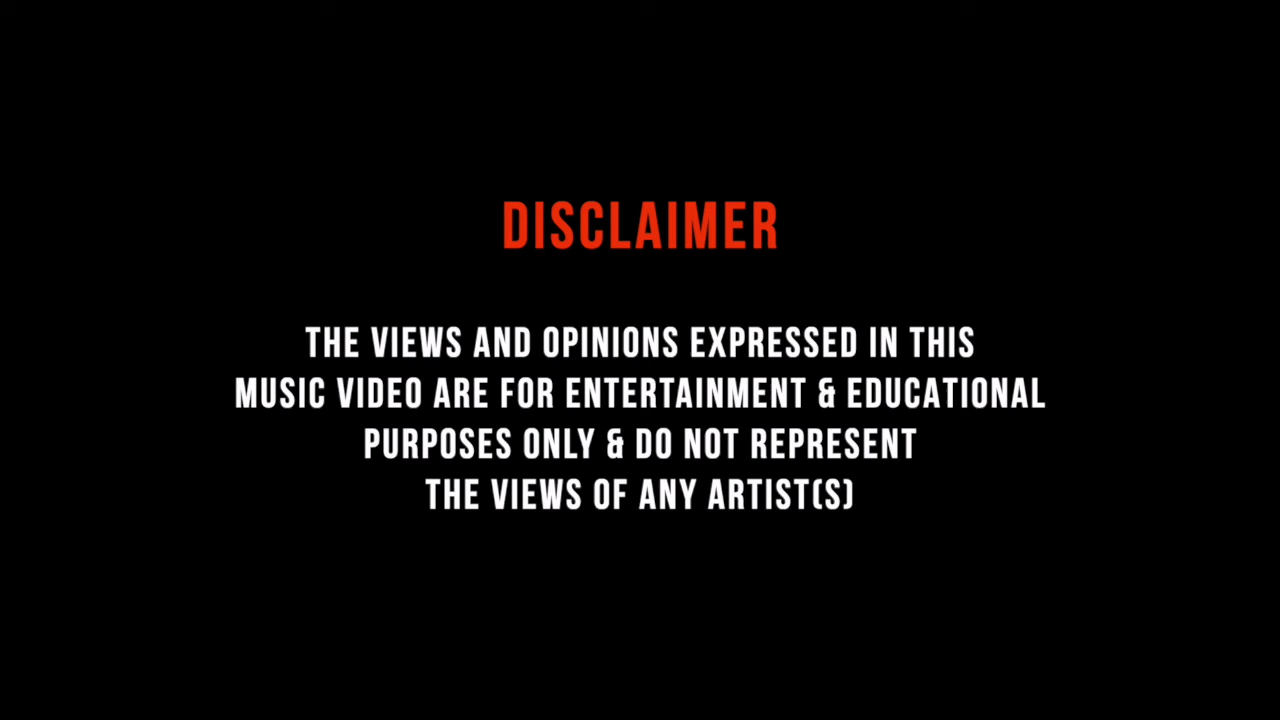 DISCLAIMER
THE VIEWS AND OPINIONS EXPRESSED IN THIS
MUSIC VIDEO ARE FOR ENTERTAINMENT & EDUCATIONAL
PURPOSES ONLY & DO NOT REPRESENT
THE VIEWS OF ANY ARTIST(S)